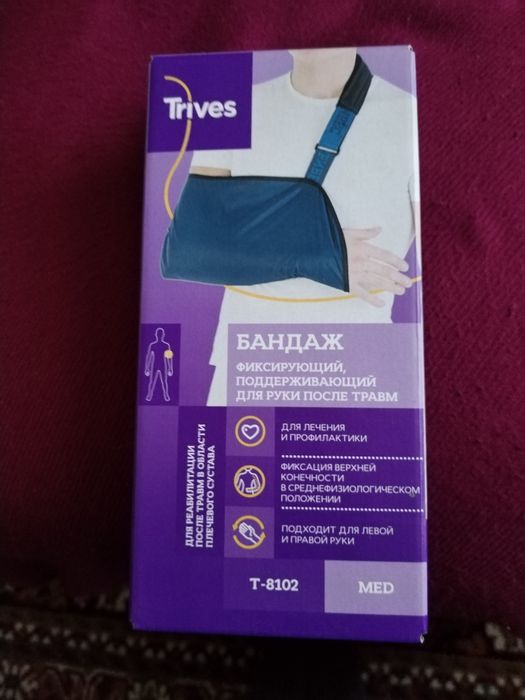 Trives
БАНДАЖ
ФИКСИРУЮЩИЙ,
ПОДДЕРЖИВАЮЩИЙ
ДЛЯ РУКИ ПОСЛЕ ТРАВМ
ДЛЯ РЕАБИЛИТАЦИИ
ПОСЛЕ ТРАВМ В ОБЛАСТИ
ПЛЕЧЕВОГО СУСТАВА
ДЛЯ ЛЕЧЕНИЯ
И ПРОФИЛАКТИКИ
ФИКСАЦИЯ ВЕРХНЕЙ
КОНЕЧНОСТИ
В СРЕДНЕФИЗИОЛОГИЧЕСКОМ
ПОЛОЖЕНИИ
ПОДХОДИТ ДЛЯ ЛЕВОЙ
И ПРАВОЙ РУКИ
Т-8102
MED